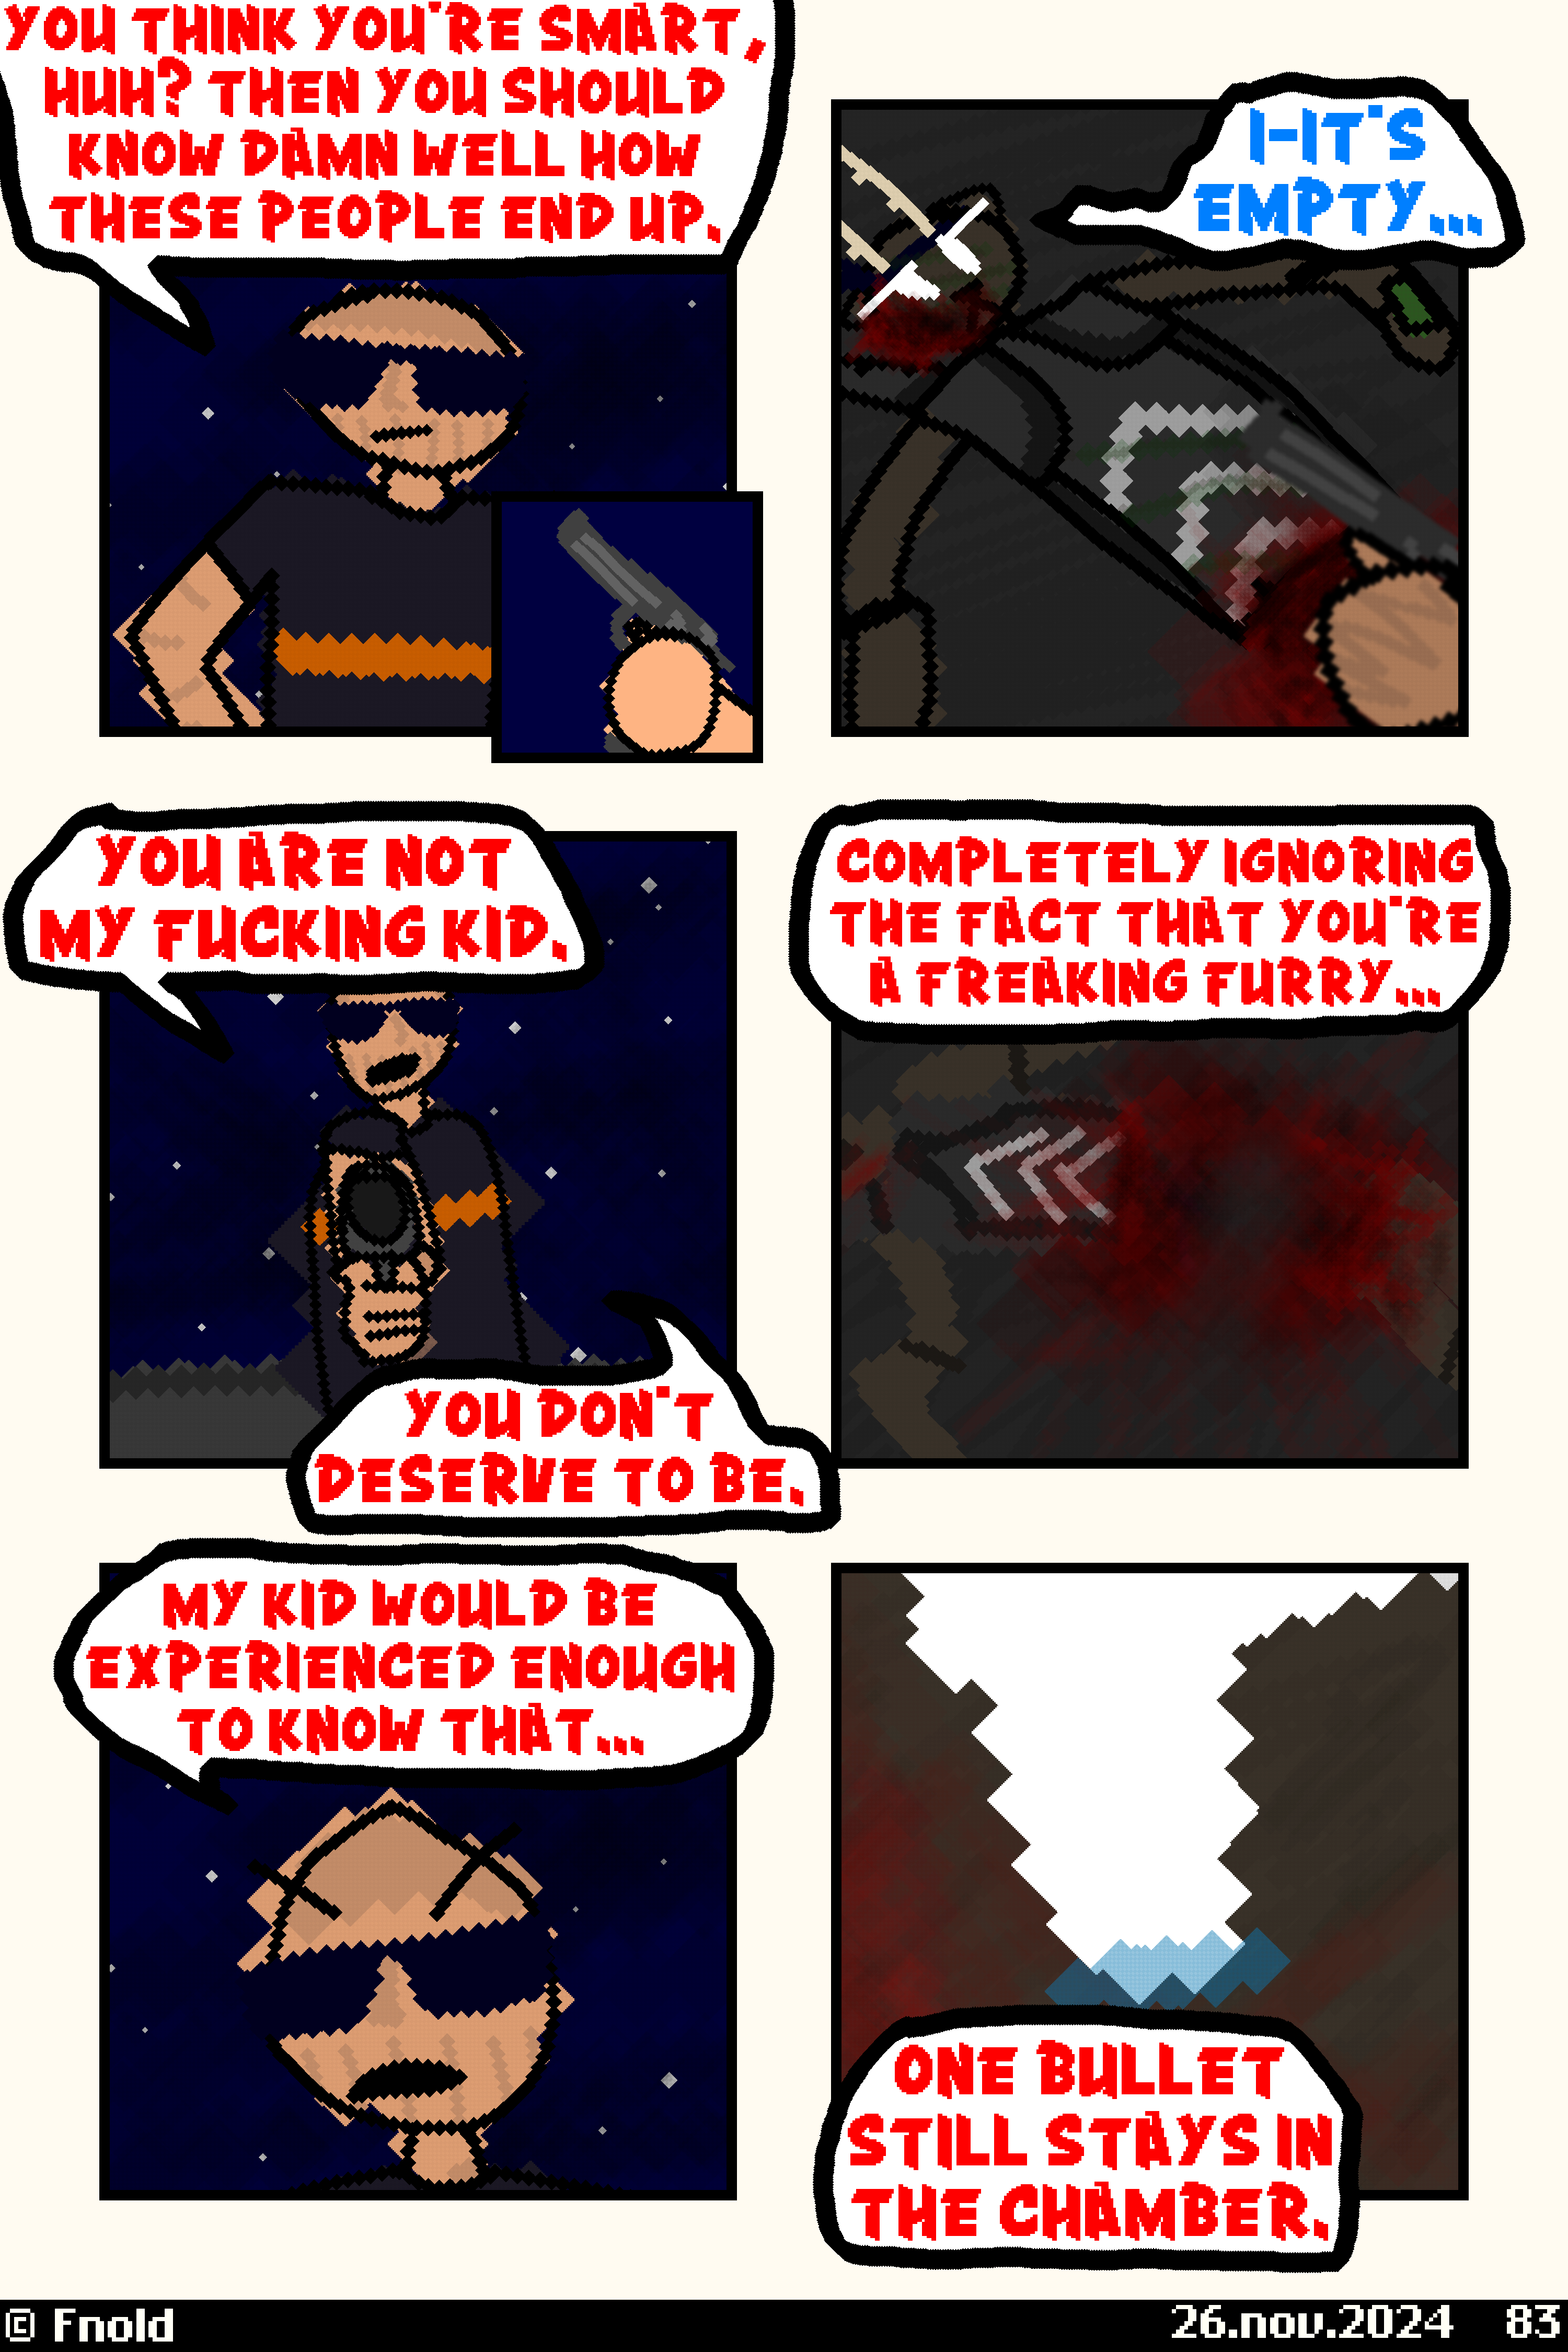 YOU THINK YOU'RE SMART,
HUH? THEN YOU SHOULD
KNOW DAMN WELL HOW
THESE PEOPLE END UP.
I-IT'S
EMPTY...
YOU ARE NOT
MY FUCKING KID.
YOU DON'T
DESERVE TO BE.
COMPLETELY IGNORING
THE FACT THAT YOU'RE
A FREAKING FURRY...
MY KID WOULD BE
EXPERIENCED ENOUGH
TO KNOW THAT...
ONE BULLET
STILL STAYS IN
THE CHAMBER.
© Fnold
26.nov.2024 83